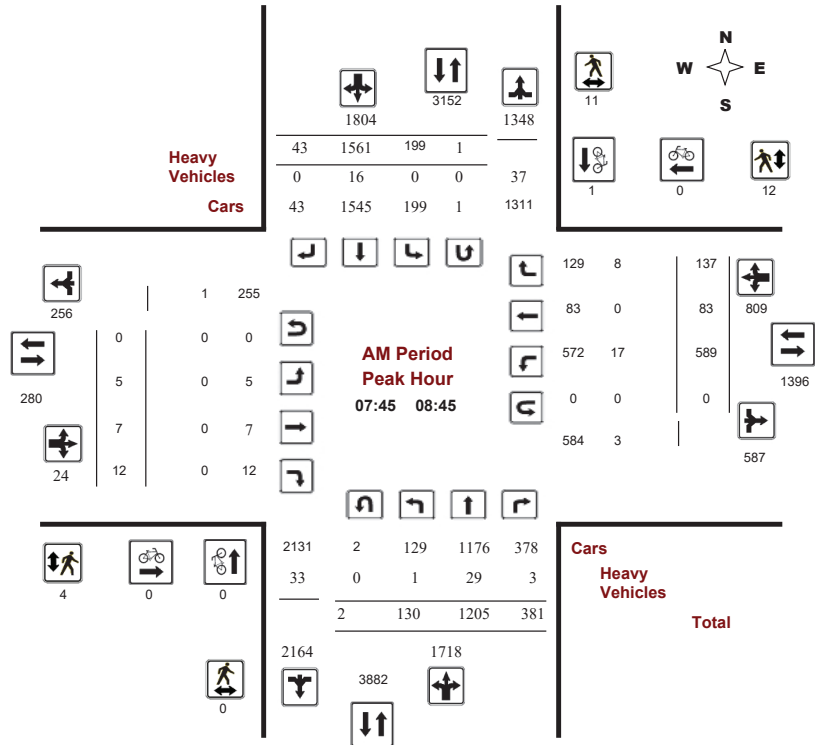 N
W E
S
3152
11
1804 1348
43 1561 199 1
Heavy
Vehicles
0 16 0 0 37
1 0 12
Cars
43 1545 199 1 1311
129 8 137
256
1 255
83 0 83 809
0 0 0
AM Period
Peak Hour
572 17 589
1396
280
5 0 5
07:45 08:45
0 0 0
7 0 7
584 3
587
24
12 0 12
2131 2 129 1176 378
Cars
33 0 1 29 3
Heavy
Vehicles
4 0 0
2 130 1205 381
Total
2164 1718
3882
0